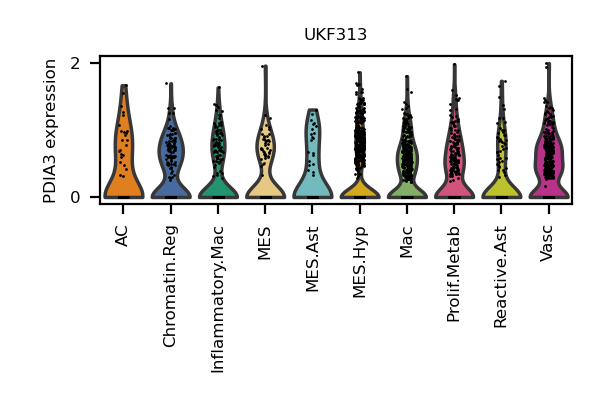 UKF313
PDIA3 expression
2
0
AC
Chromatin.Reg
Inflammatory.Mac
MES
MES.Ast
MES.Hyp
Mac
Prolif.Metab
Reactive.Ast
Vasc